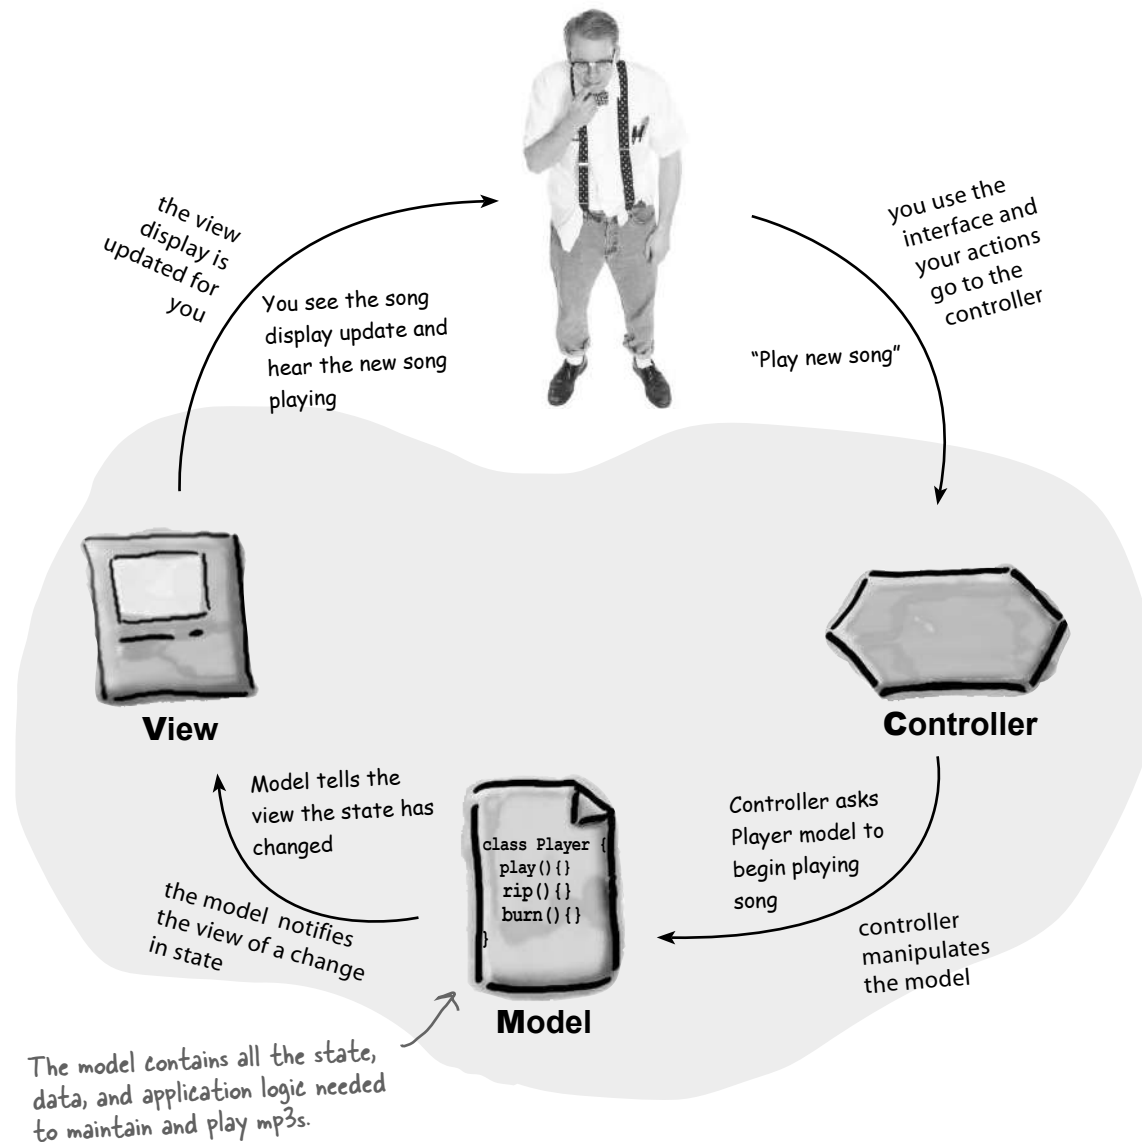 the view
display is
updated for
you
You see the song
display update and
hear the new song
playing
you use the
interface and
your actions
go to the
controller
“Play new song”
View
Controller
Model tells the
view the state has
changed
the model notifies
the view of a change
in state
class Player {
play(){}
rip(){}
burn(){}
}
Controller asks
Player model to
begin playing
song
controller
manipulates
the model
Model
The model contains all the state,
data, and application logic needed
to maintain and play mp3s.